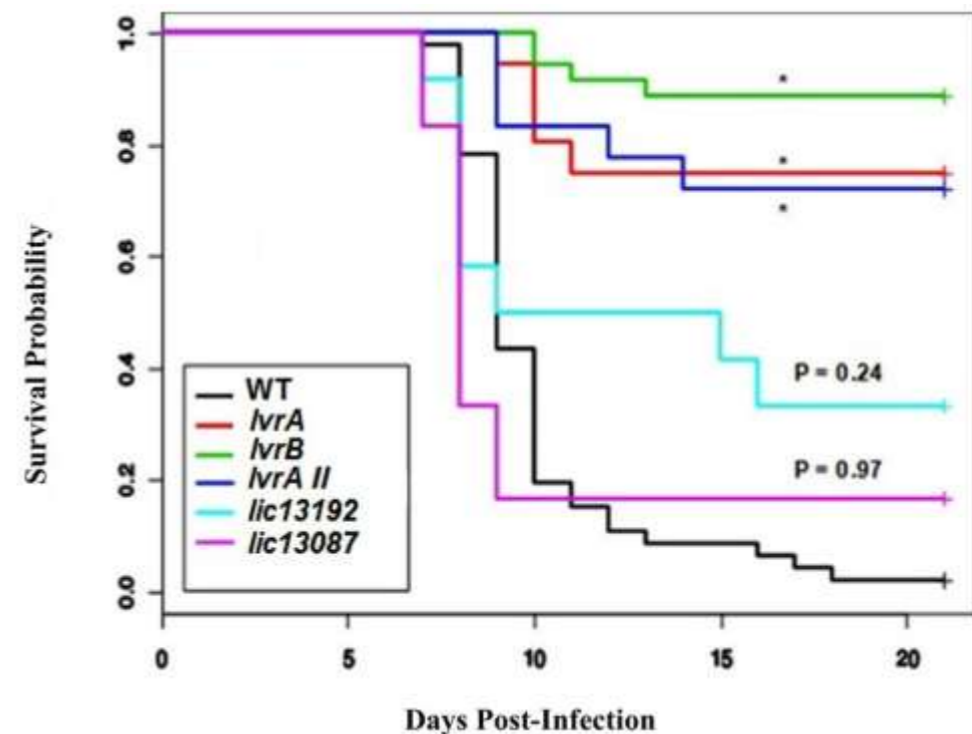 Survival Probability
1.0
0.8
0.6
0.4
0.2
0.0
*
*
*
P = 0.24
P = 0.97
WT
lvrA
lvrB
lvrA II
lic13192
lic13087
0 5 10 15 20
Days Post-Infection